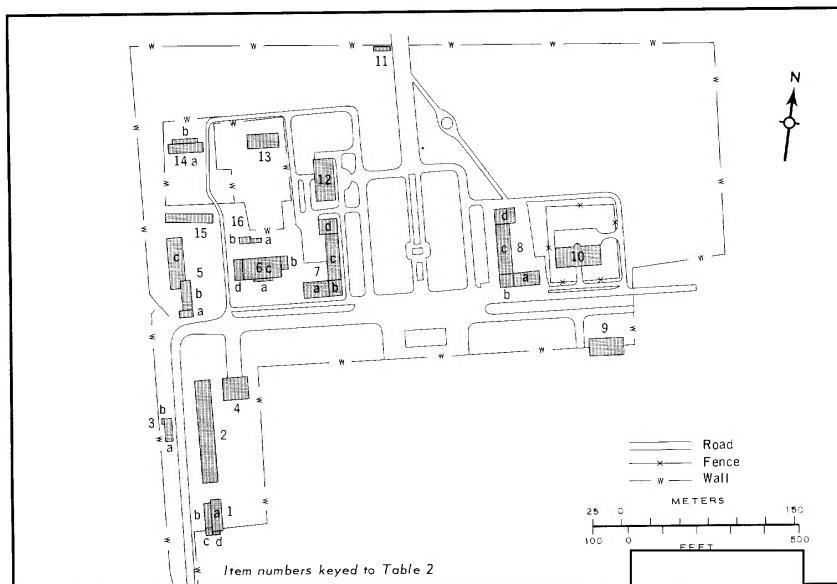 W W W W W
11
N
b
14 a
13
12
d
15
16
b a
c
5
b
a
b
6 c
d a
7
c
a b
d
c
8
a
b
10
9
4
3 b
a
2
b a 1
c d
Road
Fence
Wall
METERS
25 0 150
100 0 500
FEET
Item numbers keyed to Table 2